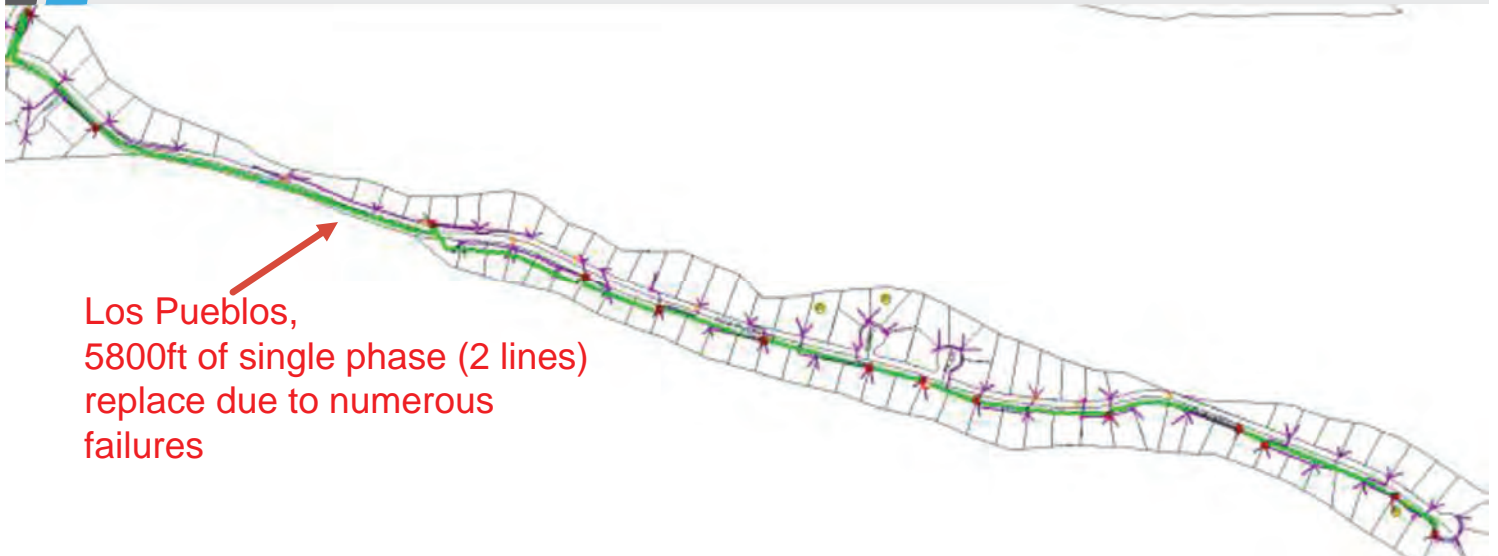 Los Pueblos,
5800ft of single phase (2 lines)
replace due to numerous
failures